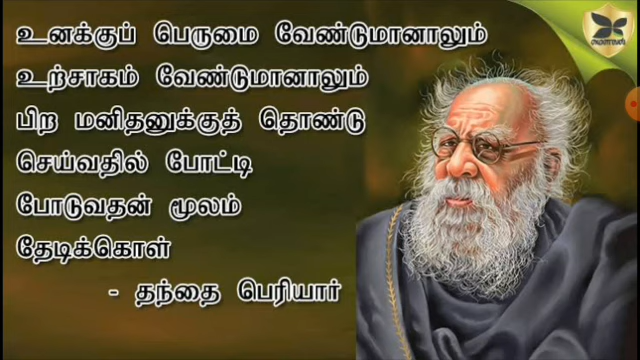 உனக்குப் பெருமை வேண்டுமானாலும்
உற்சாகம் வேண்டுமானாலும்
பிற மனிதனுக்குத் தொண்டு
செய்வதில் போட்டி
போடுவதன் மூலம்
தேடிக்கொள்
- தந்தை பெரியார்